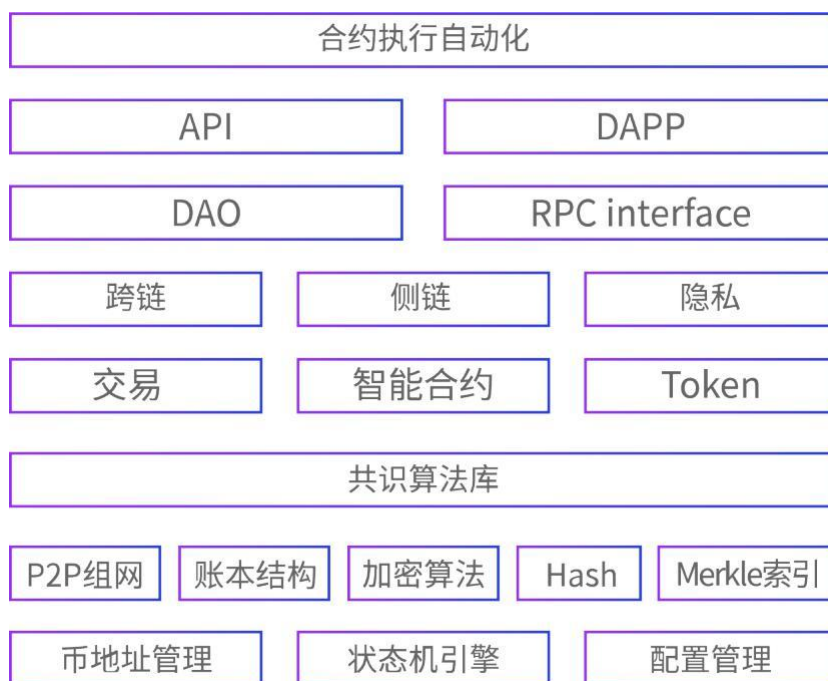 合约执行自动化
API DAPP
DAO RPC interface
跨链 侧链 隐私
交易 智能合约 Token
共识算法库
P2P组网 账本结构 加密算法 Hash Merkle索引
币地址管理 状态机引擎 配置管理